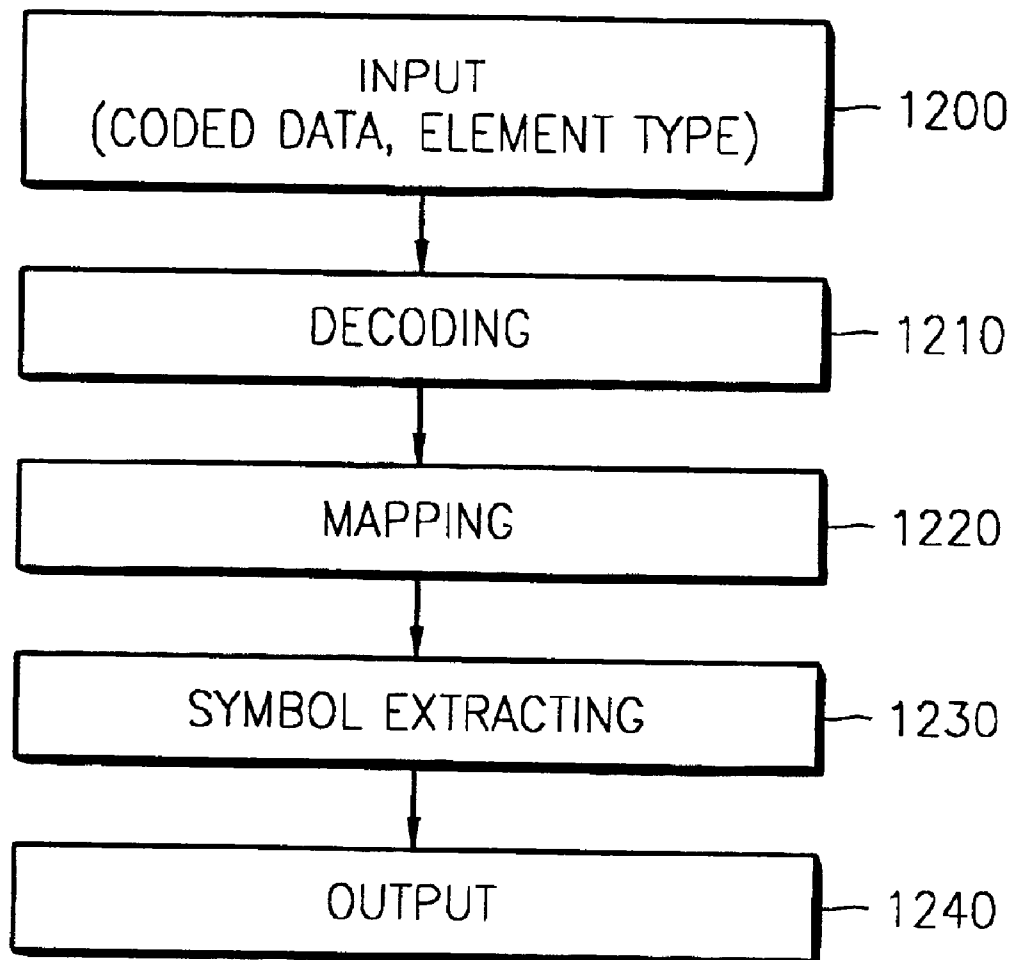 INPUT
(CODED DATA, ELEMENT TYPE)
1200
DECODING
1210
MAPPING
1220
SYMBOL EXTRACTING
1230
OUTPUT
1240